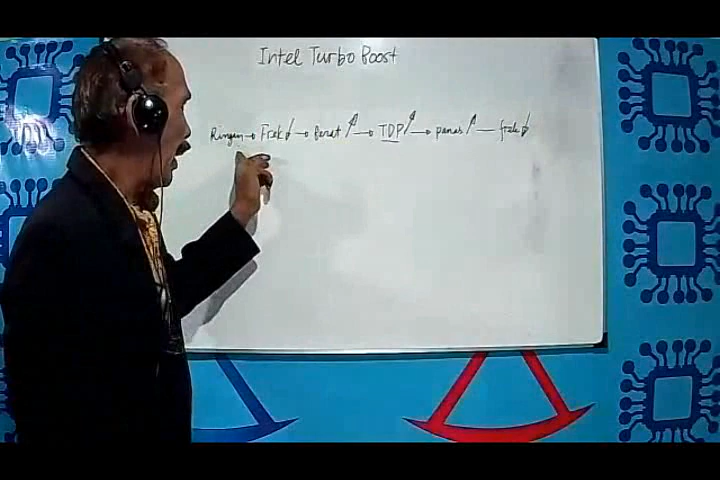 Intel Turbo Boost
Ringan → Frek ↓ → berat ↗ → TDP ↗ → panas ↗ — frek ↓